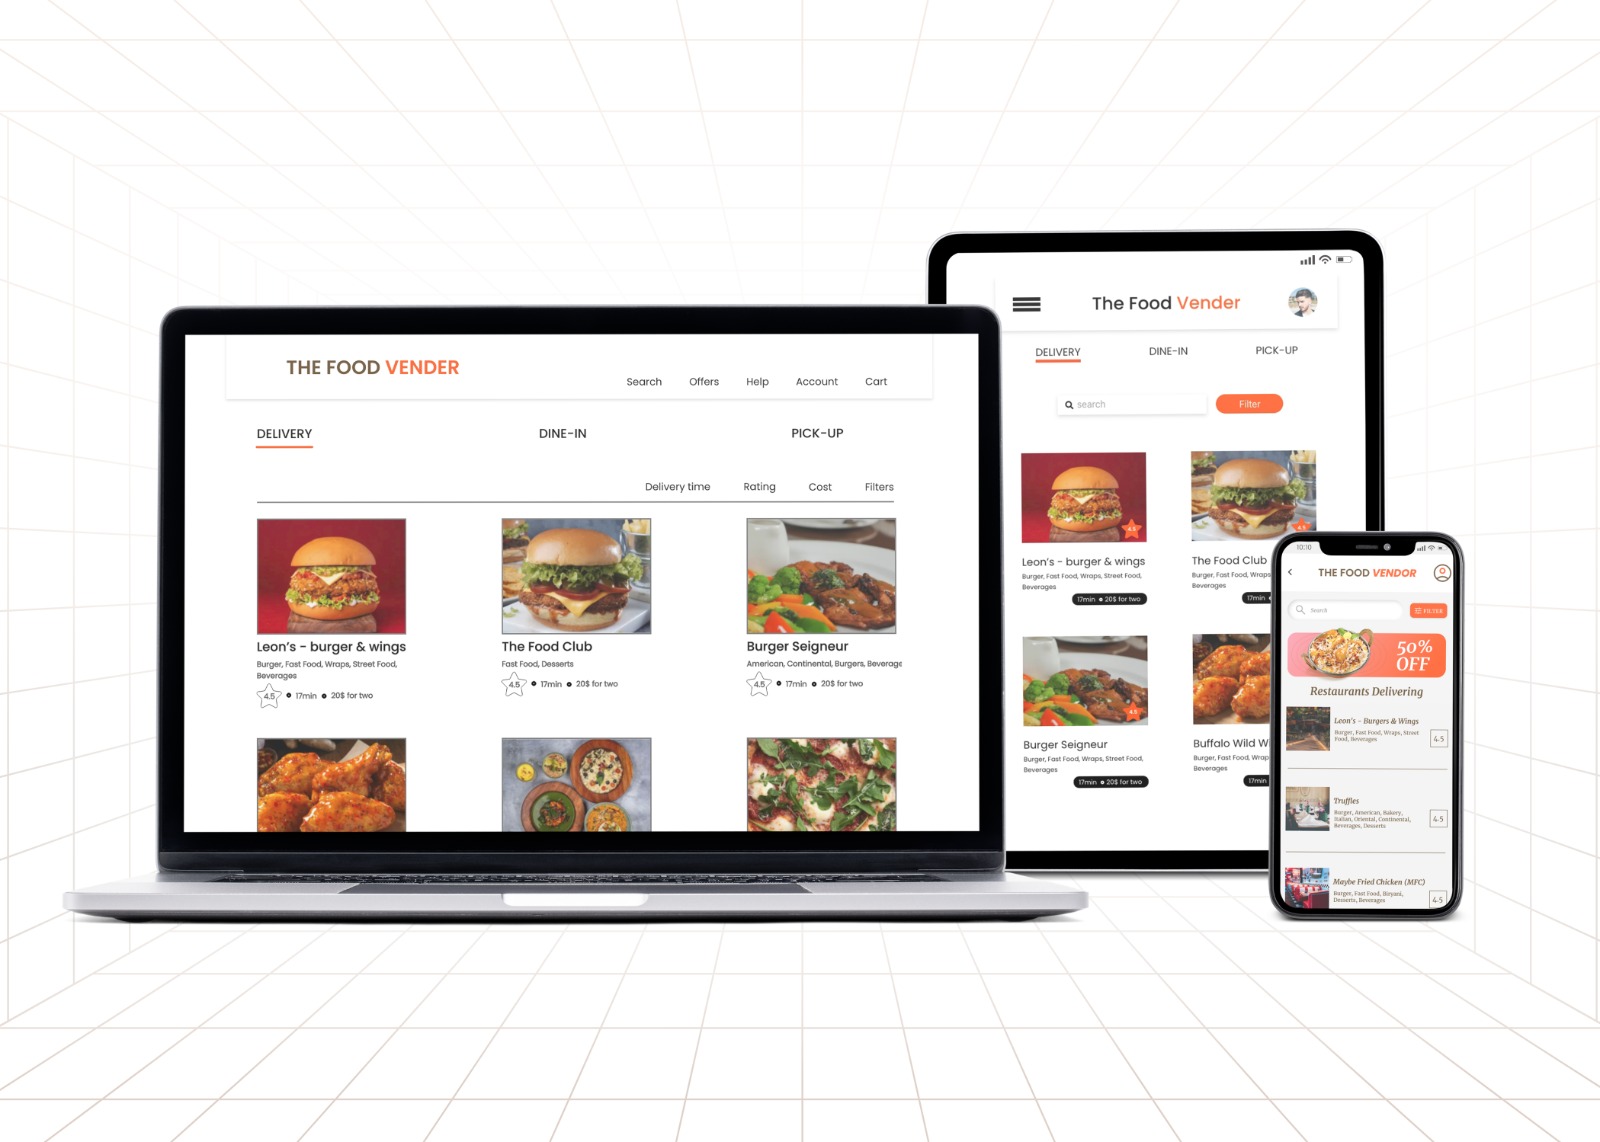 THE FOOD VENDER
Search Offers Help Account Cart
DELIVERY DINE-IN PICK-UP
Delivery time Rating Cost Filters
Leon's - burger & wings
Burger, Fast Food, Wraps, Street Food,
Beverages
4.5 17min 20$ for two
The Food Club
Fast Food, Desserts
4.5 17min 20$ for two
Burger Seigneur
American, Continental, Burgers, Beverage
4.5 17min 20$ for two
The Food Vender
DELIVERY DINE-IN PICK-UP
search Filter
4.5
Leon's - burger & wings
Burger, Fast Food, Wraps, Street Food,
Beverages
17min 20$ for two
4.5
The Food Club
Burger, Fast Food, Wrap
Beverages
17min
4.5
Burger Seigneur
Burger, Fast Food, Wraps, Street Food,
Beverages
17min 20$ for two
Buffalo Wild W
Burger, Fast Food, Wrap
Beverages
17min
10:10
THE FOOD VENDOR
Search FILTER
50%
OFF
Restaurants Delivering
Leon's - Burgers & Wings
Burger, Fast Food, Wraps, Street
Food, Beverages
4.5
Truffles
Burger, American, Bakery,
Italian, Oriental, Continental,
Beverages, Desserts
4.5
Maybe Fried Chicken (MFC)
Burger, Fast Food, Biryani,
Desserts, Beverages
4.5